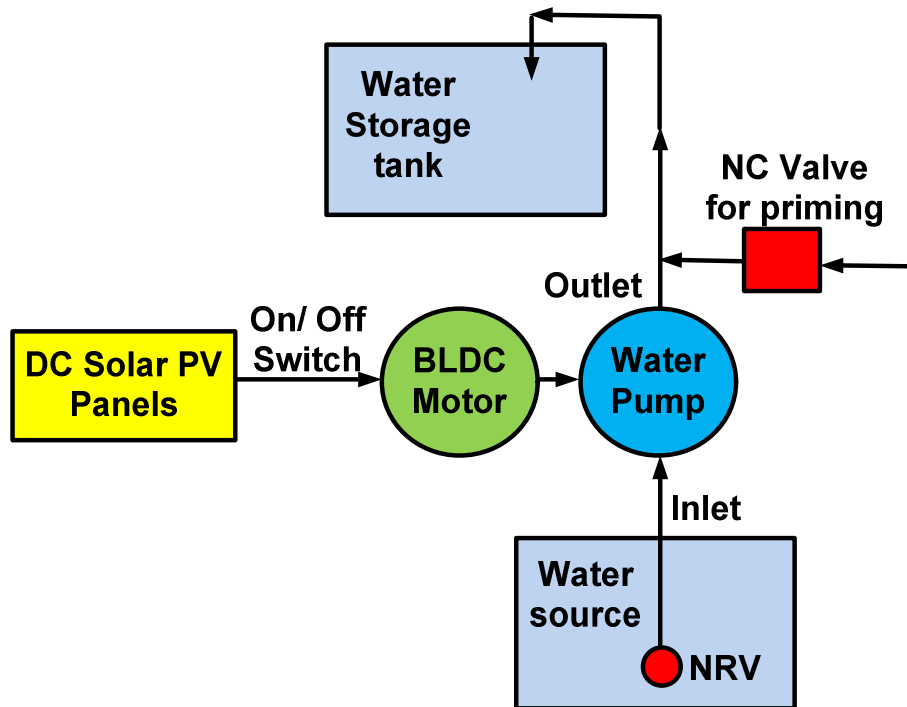 Water
Storage
tank
NC Valve
for priming
Outlet
On/ Off
Switch
DC Solar PV
Panels
BLDC
Motor
Water
Pump
Inlet
Water
source
NRV